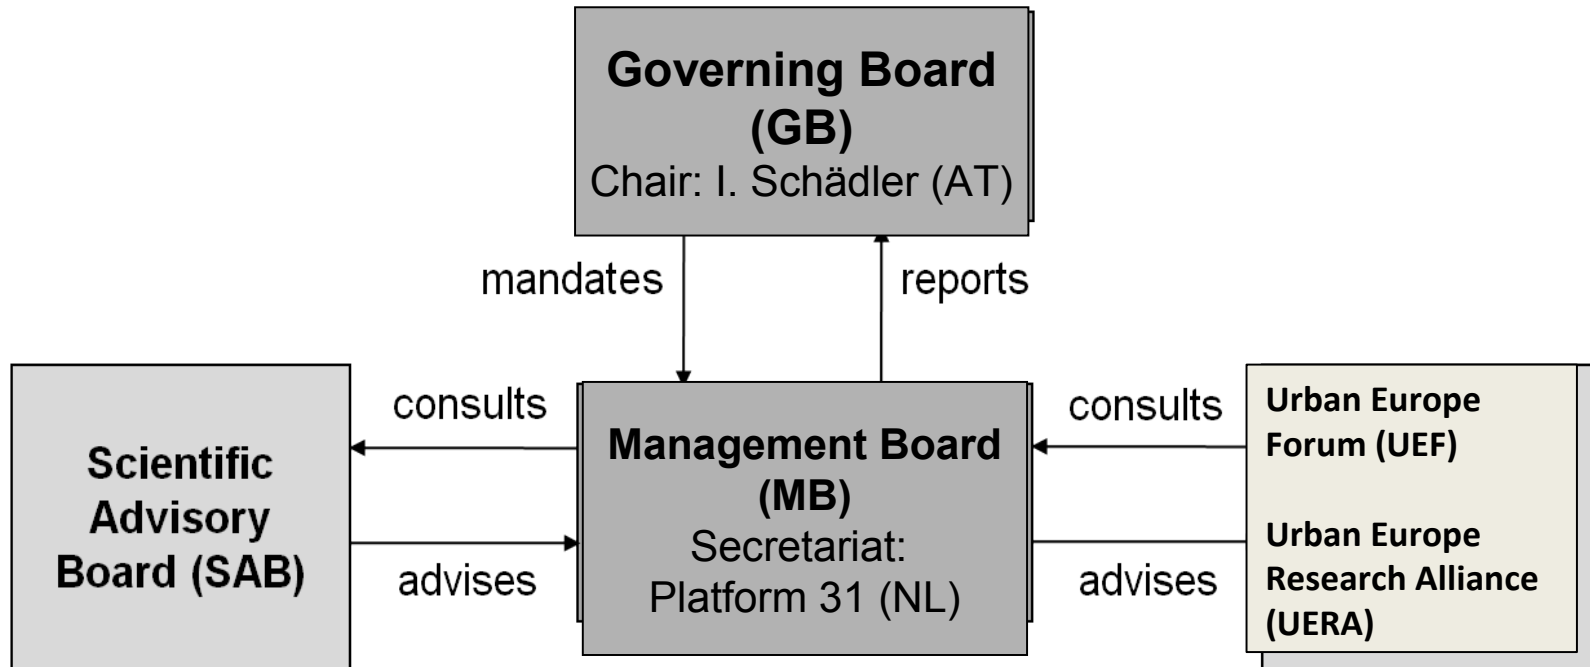 Governing Board
(GB)
Chair: I. Schädler (AT)
mandates
reports
Scientific
Advisory
Board (SAB)
consults
advises
Management Board
(MB)
Secretariat:
Platform 31 (NL)
consults
advises
Urban Europe
Forum (UEF)
Urban Europe
Research Alliance
(UERA)